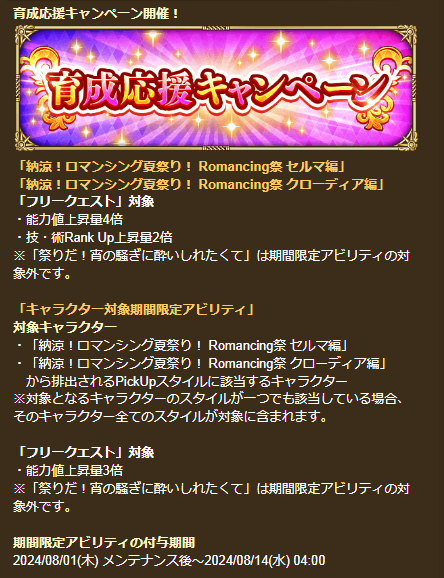 育成応援キャンペーン開催！
育成応援キャンペーン
「納涼！ロマンシング夏祭り！ Romancing祭 セルマ編」
「納涼！ロマンシング夏祭り！ Romancing祭 クローディア編」
「フリークエスト」対象
・能力値上昇量4倍
・技・術Rank Up上昇量2倍
※「祭りだ！宵の騒ぎに酔いしれたくて」は期間限定アビリティの対
象外です。
「キャラクター対象期間限定アビリティ」
対象キャラクター
・「納涼！ロマンシング夏祭り！ Romancing祭 セルマ編」
・「納涼！ロマンシング夏祭り！ Romancing祭 クローディア編」
から排出されるPickUpスタイルに該当するキャラクター
※対象となるキャラクターのスタイルが一つでも該当している場合、
そのキャラクター全てのスタイルが対象に含まれます。
「フリークエスト」対象
・能力値上昇量3倍
※「祭りだ！宵の騒ぎに酔いしれたくて」は期間限定アビリティの対
象外です。
期間限定アビリティの付与期間
2024/08/01(木) メンテナンス後～2024/08/14(水) 04:00